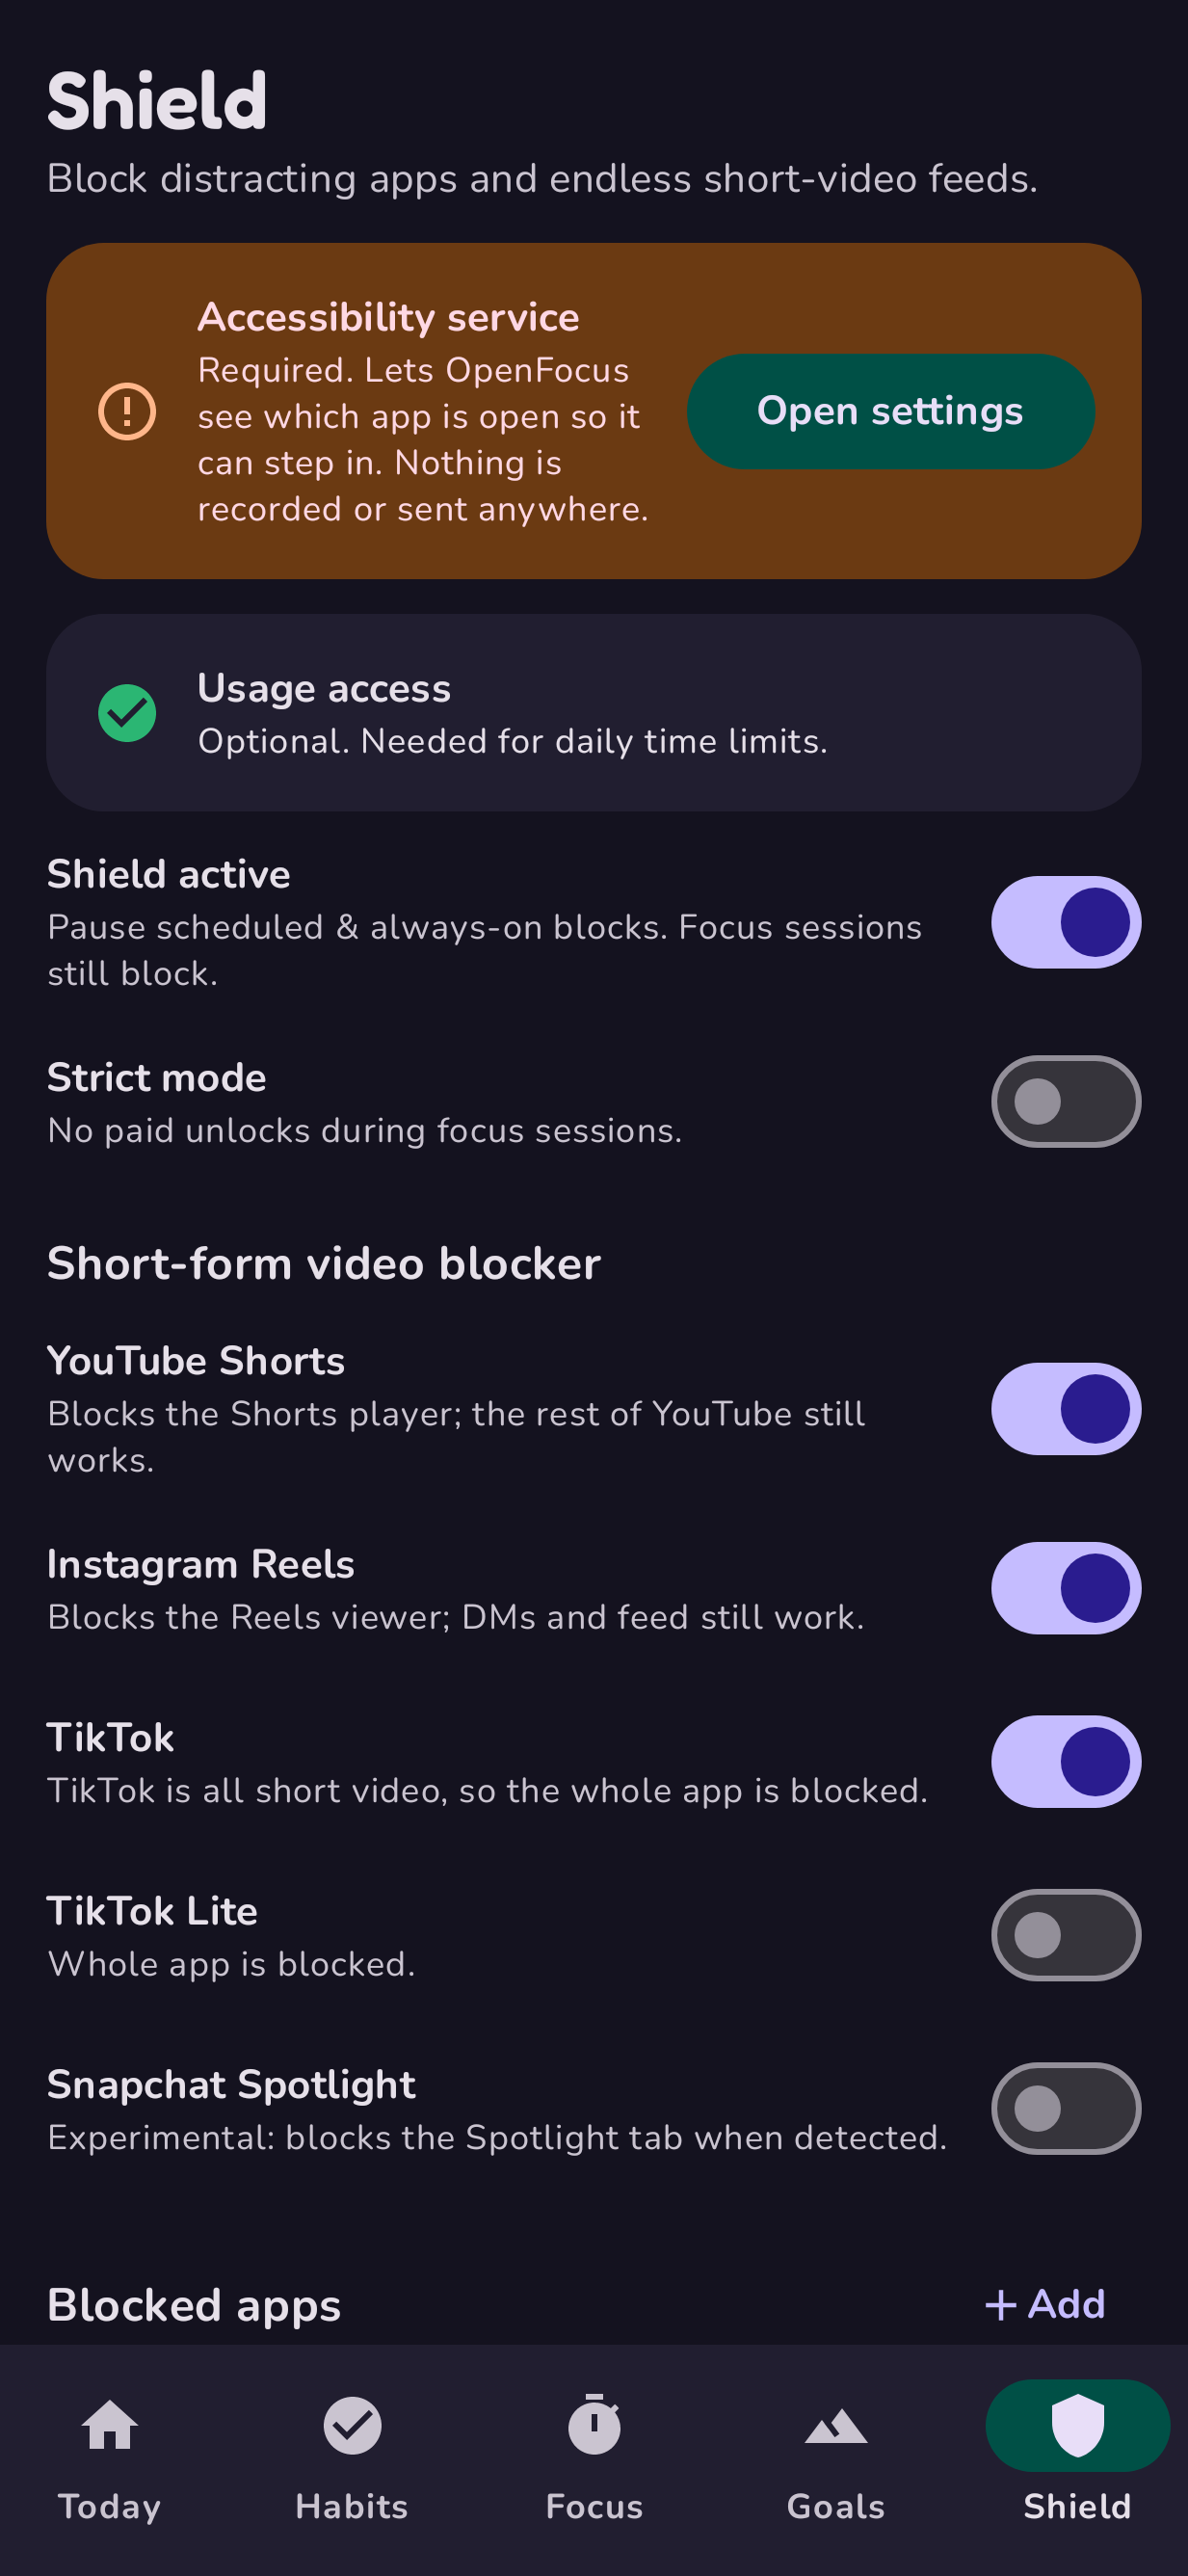 Shield
Block distracting apps and endless short-video feeds.
Accessibility service
Required. Lets OpenFocus
see which app is open so it
can step in. Nothing is
recorded or sent anywhere.
Open settings
Usage access
Optional. Needed for daily time limits.
Shield active
Pause scheduled & always-on blocks. Focus sessions
still block.
Strict mode
No paid unlocks during focus sessions.
Short-form video blocker
YouTube Shorts
Blocks the Shorts player; the rest of YouTube still
works.
Instagram Reels
Blocks the Reels viewer; DMs and feed still work.
TikTok
TikTok is all short video, so the whole app is blocked.
TikTok Lite
Whole app is blocked.
Snapchat Spotlight
Experimental: blocks the Spotlight tab when detected.
Blocked apps
+ Add
Today
Habits
Focus
Goals
Shield